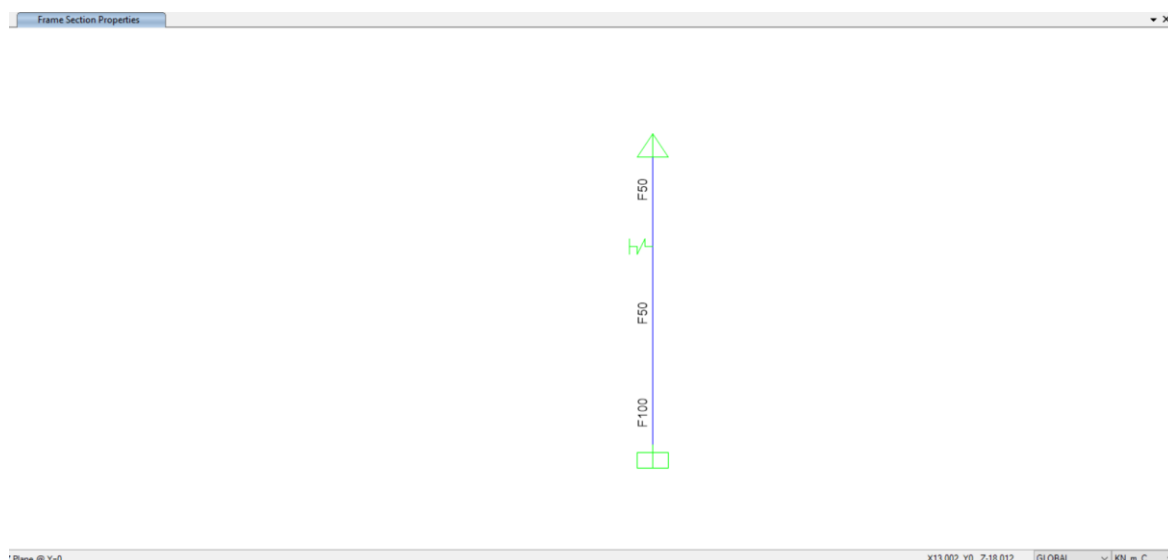 Frame Section Properties
F50
F50
F100
Plane @ Y=0
X13.002 Y0 Z-18.012 GLOBAL KN, m, C